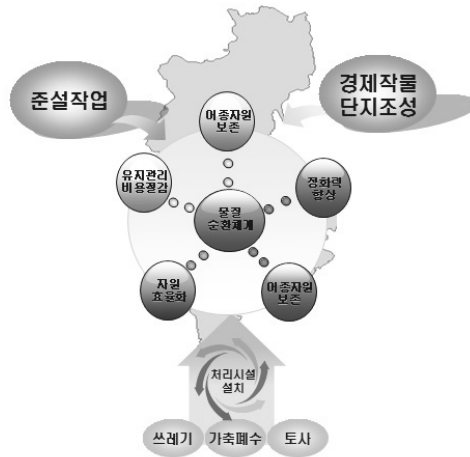 준설작업
경제작물
단지조성
어종자원
보존
유지관리
비용절감
정화력
향상
물질
순환체계
자원
효율화
어종자원
보존
처리시설
설치
쓰레기
가축폐수
토사